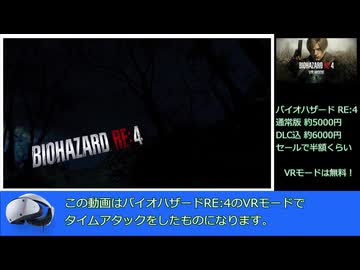 BIOHAZARD RE:4
BIOHAZARD RE:4
バイオハザード RE:4
通常版 約5000円
DLC込 約6000円
セールで半額くらい
VRモードは無料！
この動画はバイオハザードRE:4のVRモードで
タイムアタックをしたものになります。